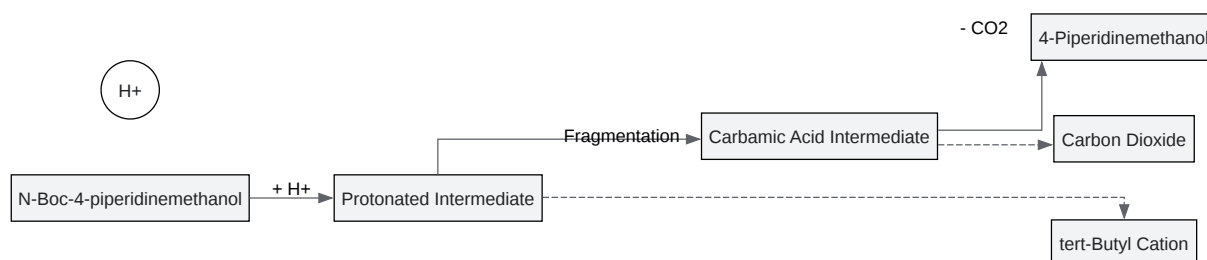 - CO2
4-Piperidinemethanol
H+
Fragmentation
Carbamic Acid Intermediate
Carbon Dioxide
N-Boc-4-piperidinemethanol
+ H+
Protonated Intermediate
tert-Butyl Cation